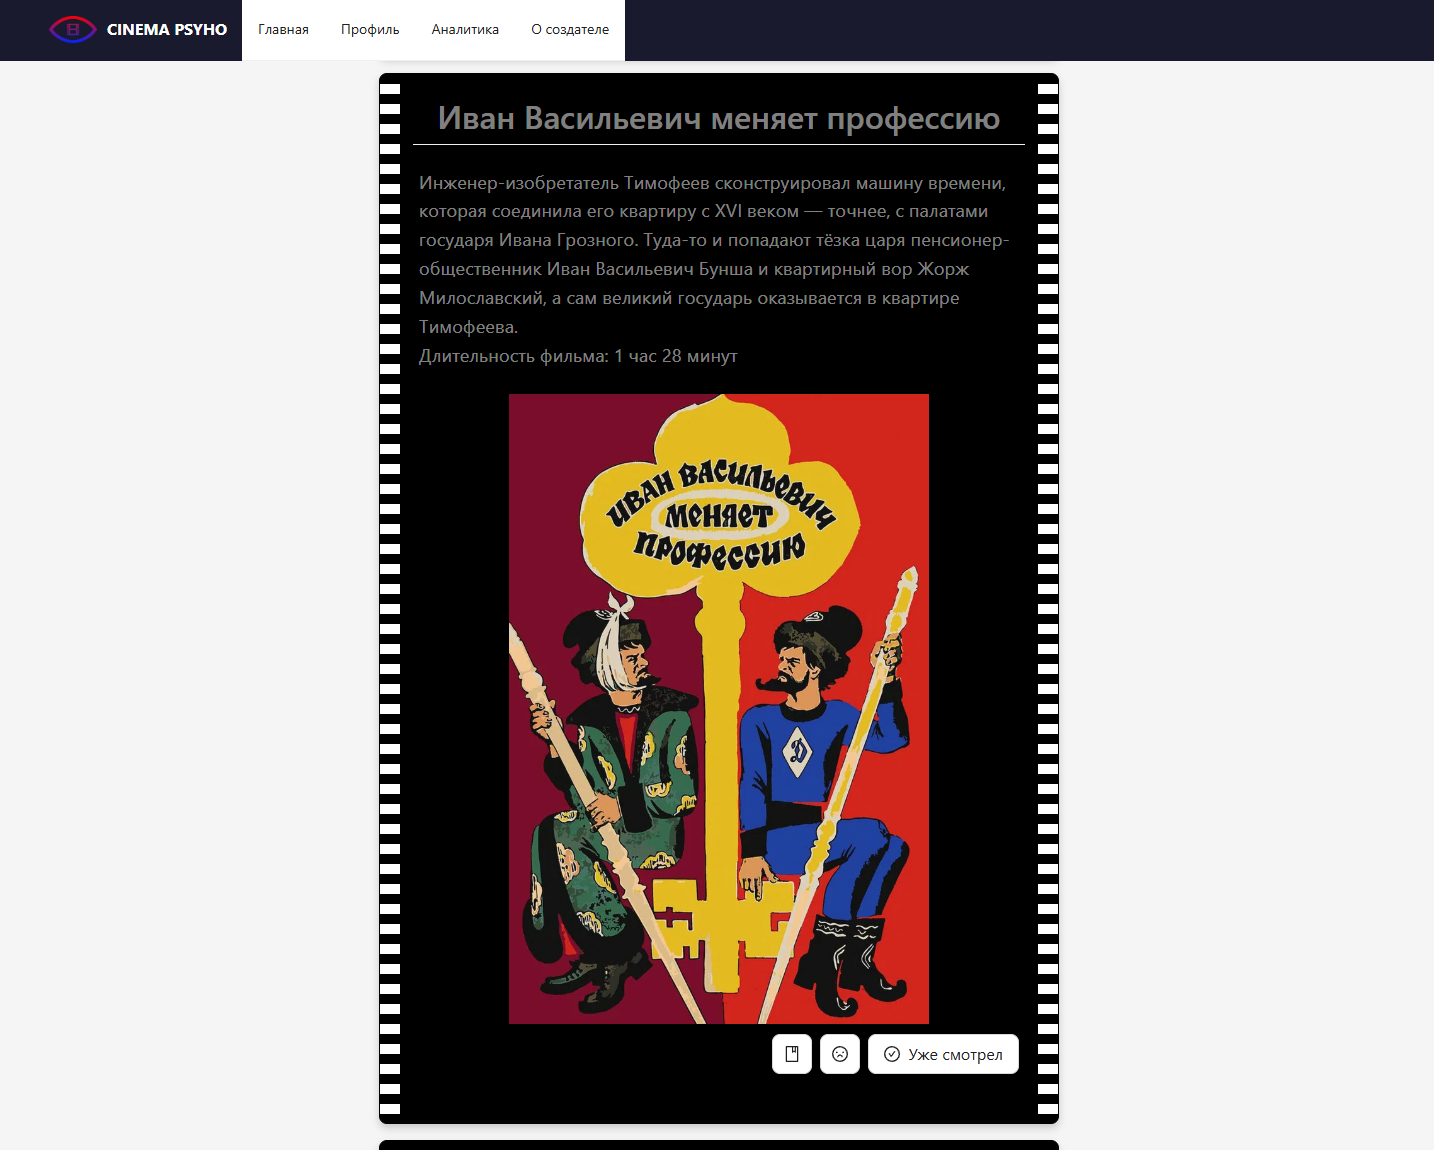 CINEMA PSYHO
Главная Профиль Аналитика О создателе
Иван Васильевич меняет профессию
Инженер-изобретатель Тимофеев сконструировал машину времени,
которая соединила его квартиру с XVI веком — точнее, с палатами
государя Ивана Грозного. Туда-то и попадают тёзка царя пенсионер-
общественник Иван Васильевич Бунша и квартирный вор Жорж
Милославский, а сам великий государь оказывается в квартире
Тимофеева.
Длительность фильма: 1 час 28 минут
ИВАН ВАСИЛЬЕВИЧ
МЕНЯЕТ
ПРОФЕССИЮ
Д
Уже смотрел